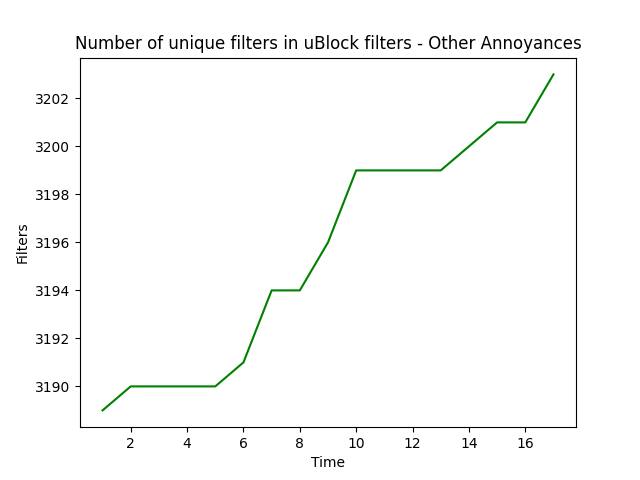 Number of unique filters in uBlock filters - Other Annoyances
3202
3200
3198
3196
3194
3192
3190
Filters
2 4 6 8 10 12 14 16
Time